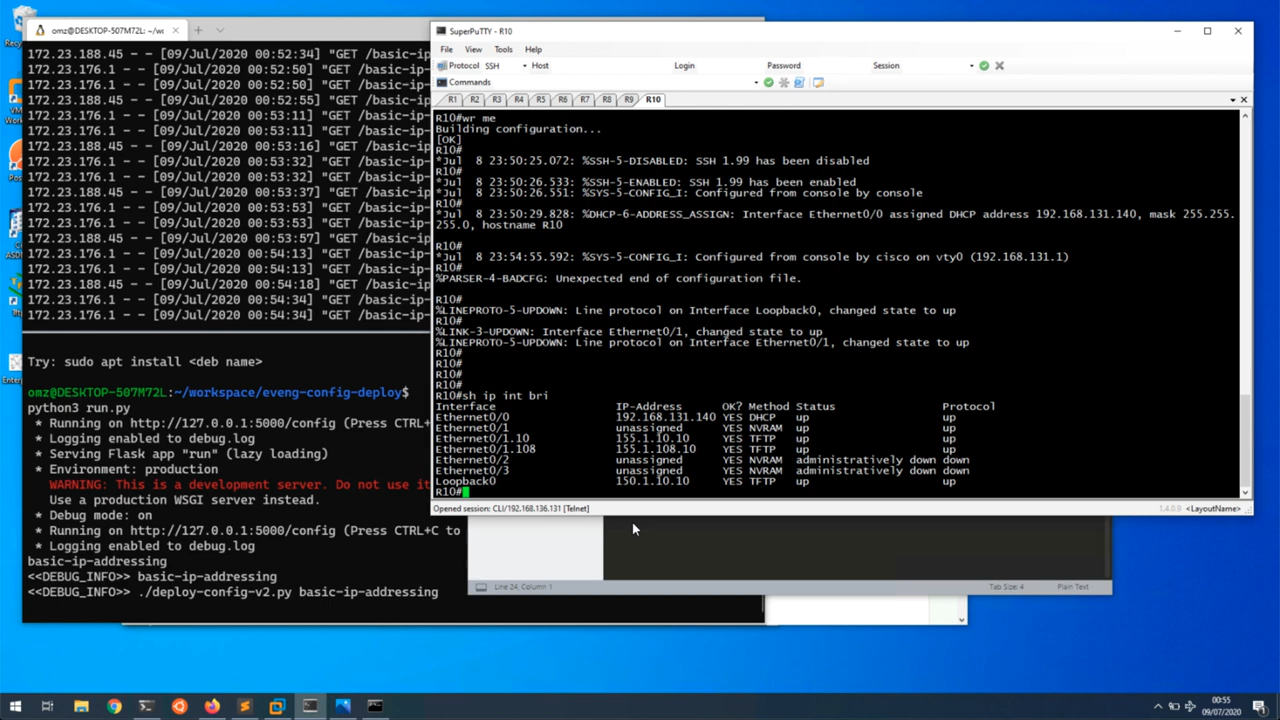 Recy
omz@DESKTOP-507M72L: ~/wo
172.23.188.45 - - [09/Jul/2020 00:52:34] "GET /basic-ip-
172.23.176.1 - - [09/Jul/2020 00:52:50] "GET /basic-ip-
172.23.176.1 - - [09/Jul/2020 00:52:50] "GET /basic-ip-
172.23.188.45 - - [09/Jul/2020 00:52:55] "GET /basic-ip-
172.23.176.1 - - [09/Jul/2020 00:53:11] "GET /basic-ip-
172.23.176.1 - - [09/Jul/2020 00:53:11] "GET /basic-ip-
172.23.188.45 - - [09/Jul/2020 00:53:16] "GET /basic-ip-
172.23.176.1 - - [09/Jul/2020 00:53:32] "GET /basic-ip-
172.23.176.1 - - [09/Jul/2020 00:53:32] "GET /basic-ip-
172.23.188.45 - - [09/Jul/2020 00:53:37] "GET /basic-ip-
172.23.176.1 - - [09/Jul/2020 00:53:53] "GET /basic-ip-
172.23.176.1 - - [09/Jul/2020 00:53:53] "GET /basic-ip-
172.23.188.45 - - [09/Jul/2020 00:53:57] "GET /basic-ip-
172.23.176.1 - - [09/Jul/2020 00:54:13] "GET /basic-ip-
172.23.176.1 - - [09/Jul/2020 00:54:13] "GET /basic-ip-
172.23.188.45 - - [09/Jul/2020 00:54:18] "GET /basic-ip-
172.23.176.1 - - [09/Jul/2020 00:54:34] "GET /basic-ip-
172.23.176.1 - - [09/Jul/2020 00:54:34] "GET /basic-ip-
Try: sudo apt install <deb name>
omz@DESKTOP-507M72L:~/workspace/eveng-config-deploy$
python3 run.py
* Running on http://127.0.0.1:5000/config (Press CTRL+
* Logging enabled to debug.log
* Serving Flask app "run" (lazy loading)
* Environment: production
WARNING: This is a development server. Do not use it
Use a production WSGI server instead.
* Debug mode: on
* Running on http://127.0.0.1:5000/config (Press CTRL+C to
* Logging enabled to debug.log
basic-ip-addressing
<<DEBUG_INFO>> basic-ip-addressing
<<DEBUG_INFO>> ./deploy-config-v2.py basic-ip-addressing
SuperPuTTY - R10
File View Tools Help
Protocol SSH Host Login Password Session
Commands
R1 R2 R3 R4 R5 R6 R7 R8 R9 R10
R10#wr me
Building configuration...
[OK]
R10#
*Jul  8 23:50:25.072: %SSH-5-DISABLED: SSH 1.99 has been disabled
R10#
*Jul  8 23:50:26.533: %SSH-5-ENABLED: SSH 1.99 has been enabled
*Jul  8 23:50:26.551: %SYS-5-CONFIG_I: Configured from console by console
R10#
*Jul  8 23:50:29.828: %DHCP-6-ADDRESS_ASSIGN: Interface Ethernet0/0 assigned DHCP address 192.168.131.140, mask 255.255.
255.0, hostname R10
R10#
*Jul  8 23:54:55.592: %SYS-5-CONFIG_I: Configured from console by cisco on vty0 (192.168.131.1)
R10#
%PARSER-4-BADCFG: Unexpected end of configuration file.
R10#
%LINEPROTO-5-UPDOWN: Line protocol on Interface Loopback0, changed state to up
R10#
%LINK-3-UPDOWN: Interface Ethernet0/1, changed state to up
%LINEPROTO-5-UPDOWN: Line protocol on Interface Ethernet0/1, changed state to up
R10#
R10#
R10#
R10#
R10#sh ip int bri
Interface IP-Address OK? Method Status Protocol
Ethernet0/0 192.168.131.140 YES DHCP up up
Ethernet0/1 unassigned YES NVRAM up up
Ethernet0/1.10 155.1.10.10 YES TFTP up up
Ethernet0/1.108 155.1.108.10 YES TFTP up up
Ethernet0/2 unassigned YES NVRAM administratively down down
Ethernet0/3 unassigned YES NVRAM administratively down down
Loopback0 150.1.10.10 YES TFTP up up
R10#
Opened session: CLI/192.168.136.131 [Telnet] 1.4.0.9 <LayoutName>
Line 24, Column 1 Tab Size: 4 Plain Text
00:55
09/07/2020